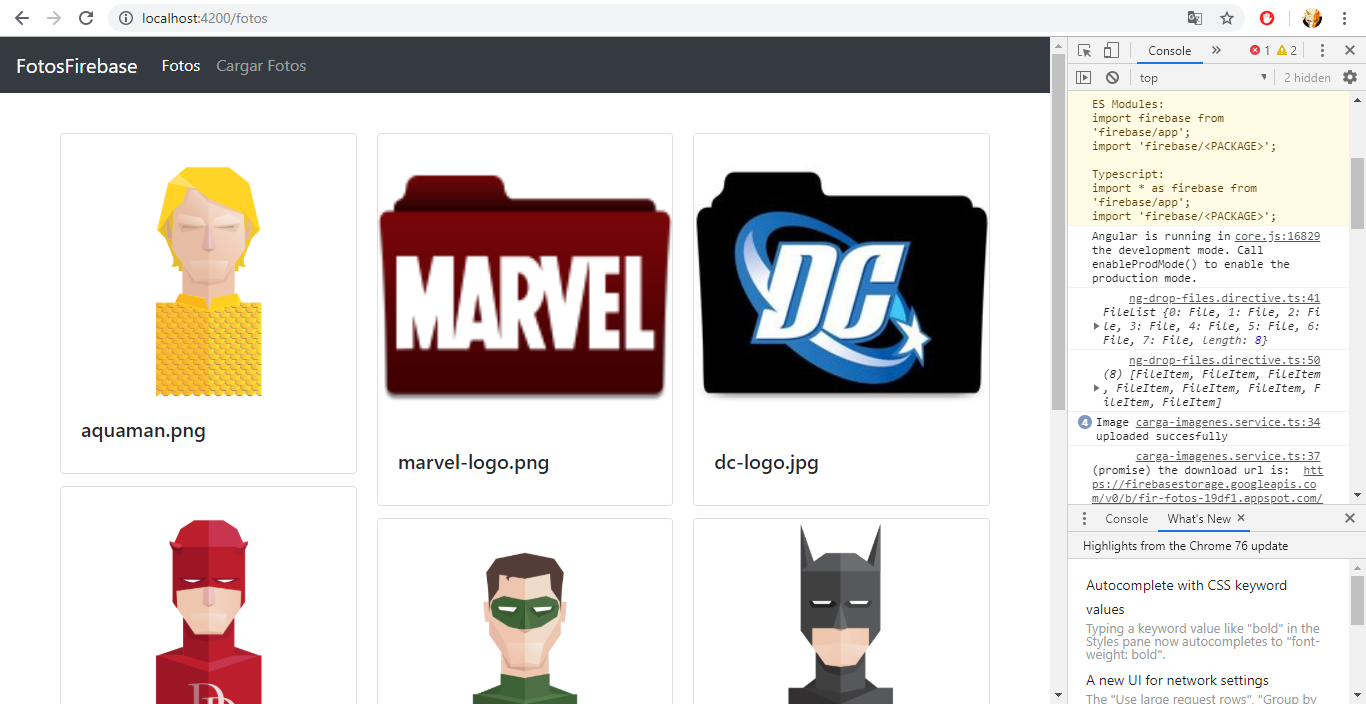 localhost:4200/fotos
FotosFirebase Fotos Cargar Fotos
MARVEL
DC
aquaman.png
marvel-logo.png
dc-logo.jpg
DD
Console » 1 2
top 2 hidden
ES Modules:
import firebase from
'firebase/app';
import 'firebase/<PACKAGE>';
Typescript:
import * as firebase from
'firebase/app';
import 'firebase/<PACKAGE>';
Angular is running in core.js:16829
the development mode. Call
enableProdMode() to enable the
production mode.
ng-drop-files.directive.ts:41
FileList {0: File, 1: File, 2: Fi
le, 3: File, 4: File, 5: File, 6:
File, 7: File, length: 8}
ng-drop-files.directive.ts:50
(8) [FileItem, FileItem, FileItem
, FileItem, FileItem, FileItem, F
ileItem, FileItem]
4 Image carga-imagenes.service.ts:34
uploaded succesfully
carga-imagenes.service.ts:37
(promise) the download url is: htt
ps://firebasestorage.googleapis.co
m/v0/b/fir-fotos-19df1.appspot.com/
Console What's New
Highlights from the Chrome 76 update
Autocomplete with CSS keyword
values
Typing a keyword value like "bold" in the
Styles pane now autocompletes to "font-
weight: bold".
A new UI for network settings
The "Use large request rows", "Group by